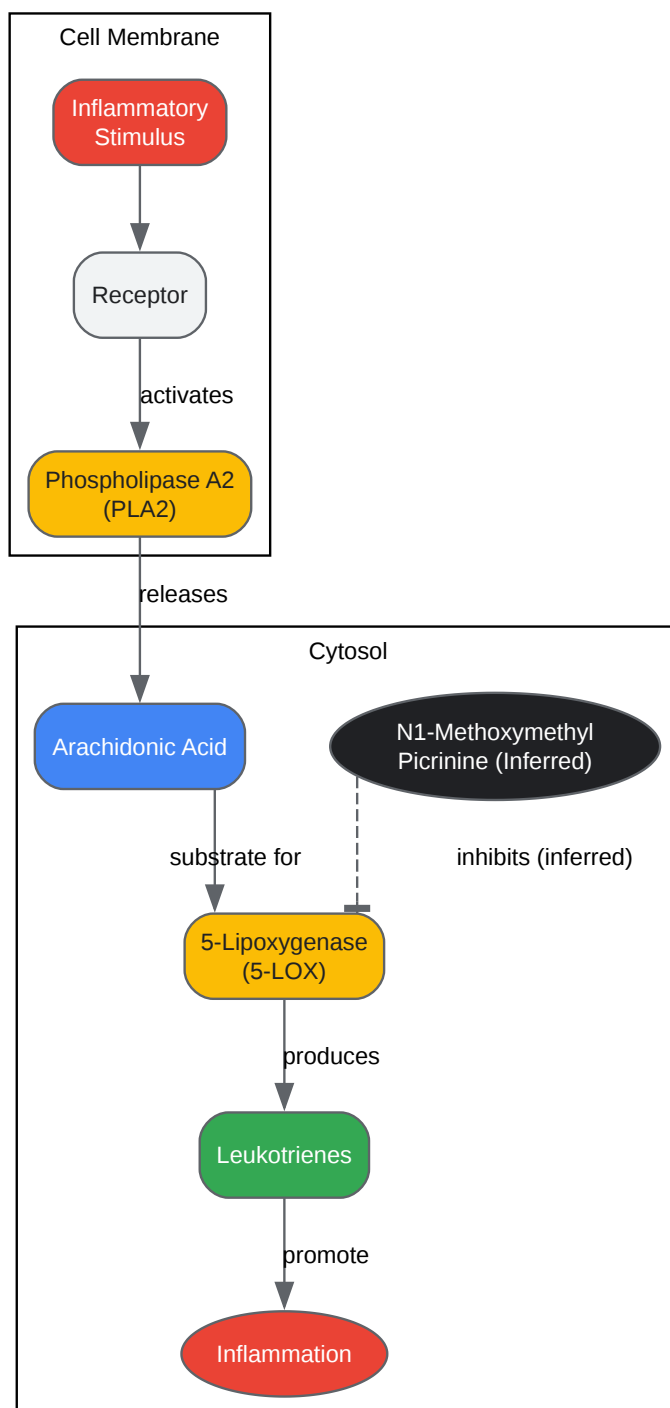 Cell Membrane
Inflammatory
Stimulus
Receptor
activates
Phospholipase A2
(PLA2)
releases
Cytosol
Arachidonic Acid
N1-Methoxymethyl
Picrinine (Inferred)
substrate for
inhibits (inferred)
5-Lipoxygenase
(5-LOX)
produces
Leukotrienes
promote
Inflammation